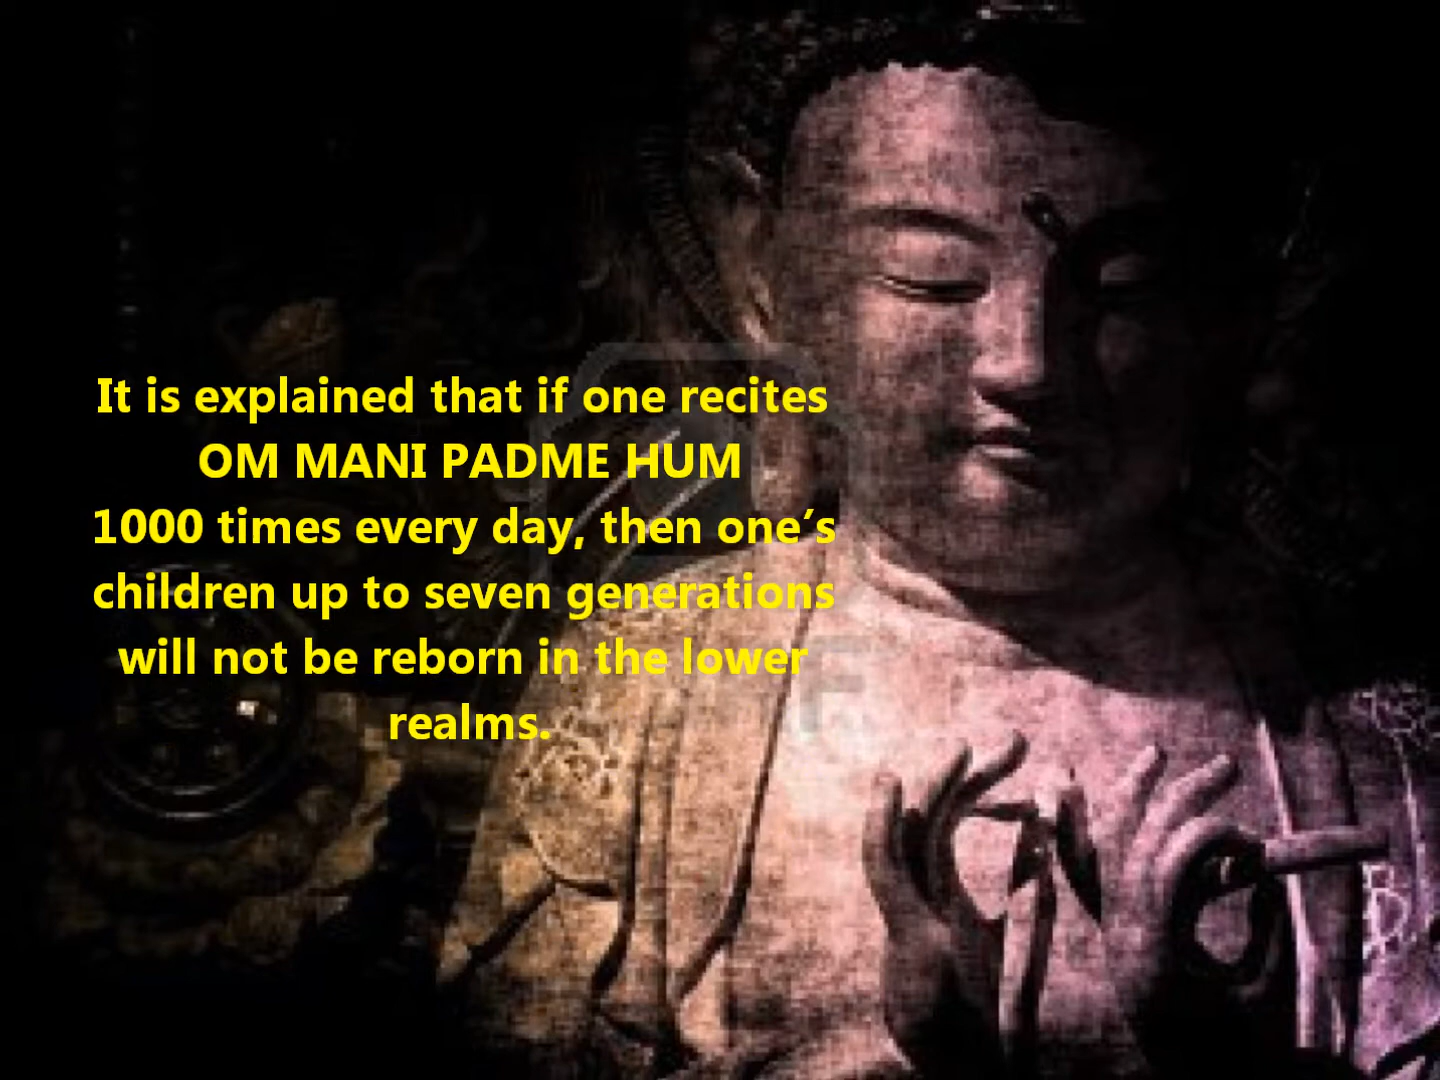 It is explained that if one recites
OM MANI PADME HUM
1000 times every day, then one’s
children up to seven generations
will not be reborn in the lower
realms.